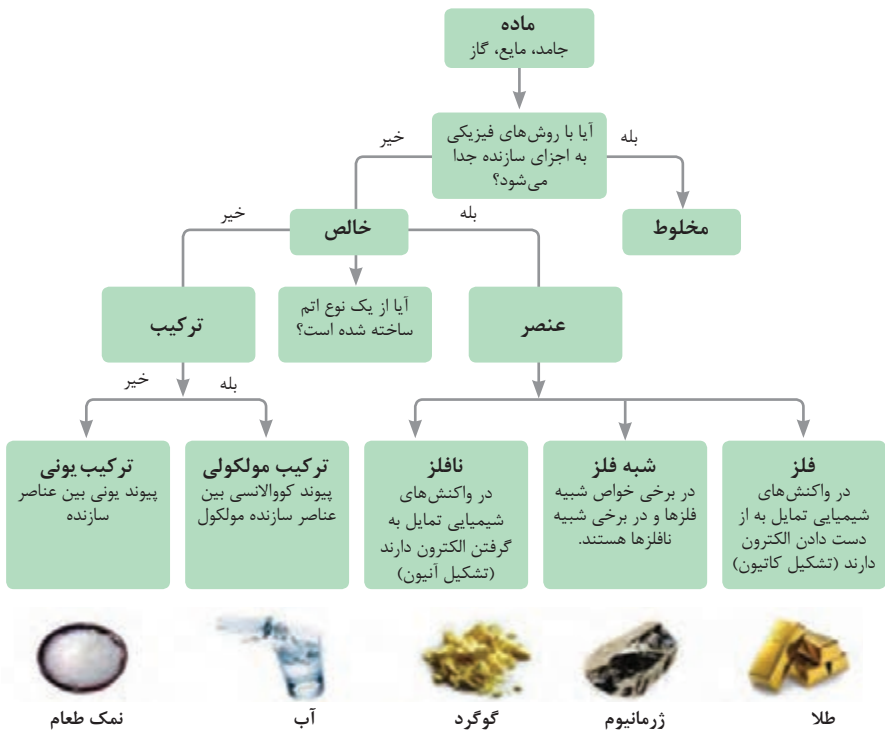 ماده
جامد، مایع، گاز
آیا با روش‌های فیزیکی
به اجزای سازنده جدا
می‌شود؟
بله
خیر
مخلوط
خالص
بله
خیر
عنصر
آیا از یک نوع اتم
ساخته شده است؟
ترکیب
بله
خیر
فلز
در واکنش‌های
شیمیایی تمایل به از
دست دادن الکترون
دارند (تشکیل کاتیون)
شبه فلز
در برخی خواص شبیه
فلزها و در برخی شبیه
نافلزها هستند.
نافلز
در واکنش‌های
شیمیایی تمایل به
گرفتن الکترون دارند
(تشکیل آنیون)
ترکیب مولکولی
پیوند کووالانسی بین
عناصر سازنده مولکول
ترکیب یونی
پیوند یونی بین عناصر
سازنده
طلا
ژرمانیوم
گوگرد
آب
نمک طعام